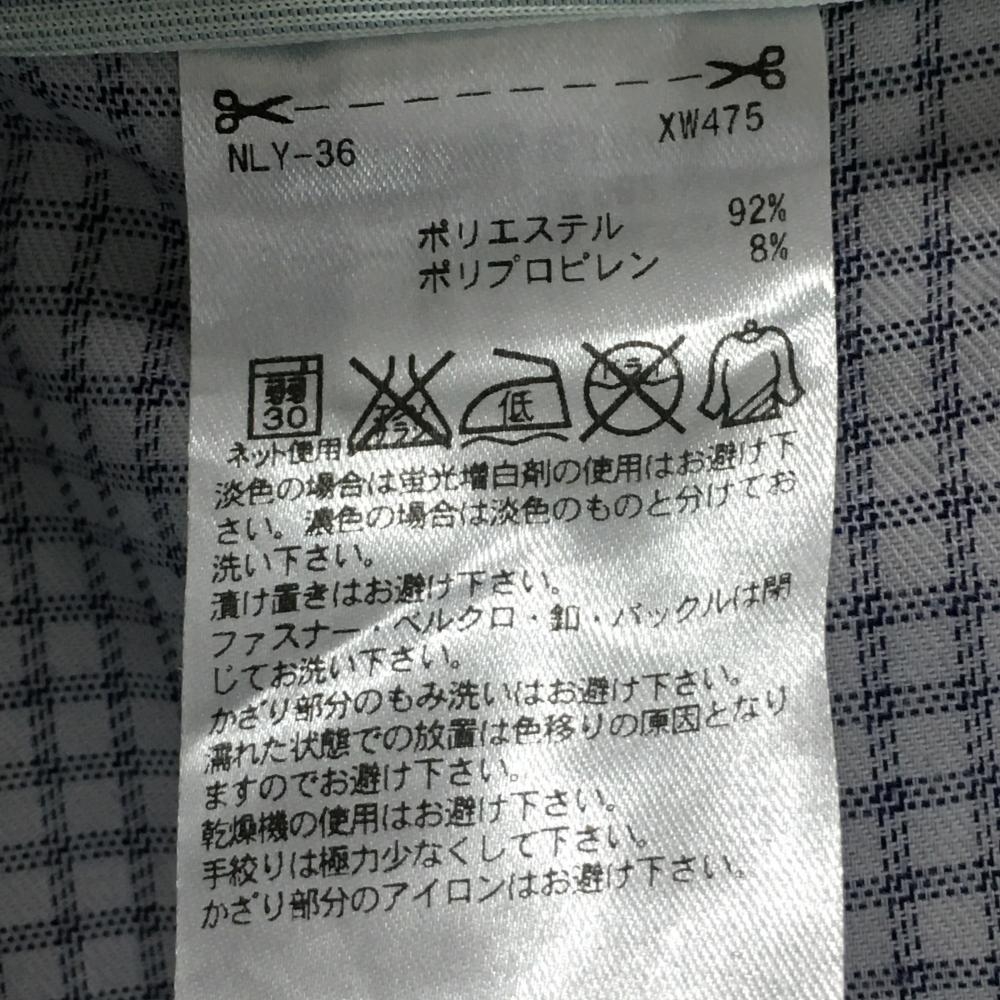 NLY-36 XW475
ポリエステル 92%
ポリプロピレン 8%
弱 30 エンソ サラシ 低 ドライ
ネット使用
淡色の場合は蛍光増白剤の使用はお避け下
さい。濃色の場合は淡色のものと分けてお
洗い下さい。
漬け置きはお避け下さい。
ファスナー・ベルクロ・釦・バックルは閉
じてお洗い下さい。
かざり部分のもみ洗いはお避け下さい。
濡れた状態での放置は色移りの原因となり
ますのでお避け下さい。
乾燥機の使用はお避け下さい。
手絞りは極力少なくして下さい。
かざり部分のアイロンはお避け下さい。